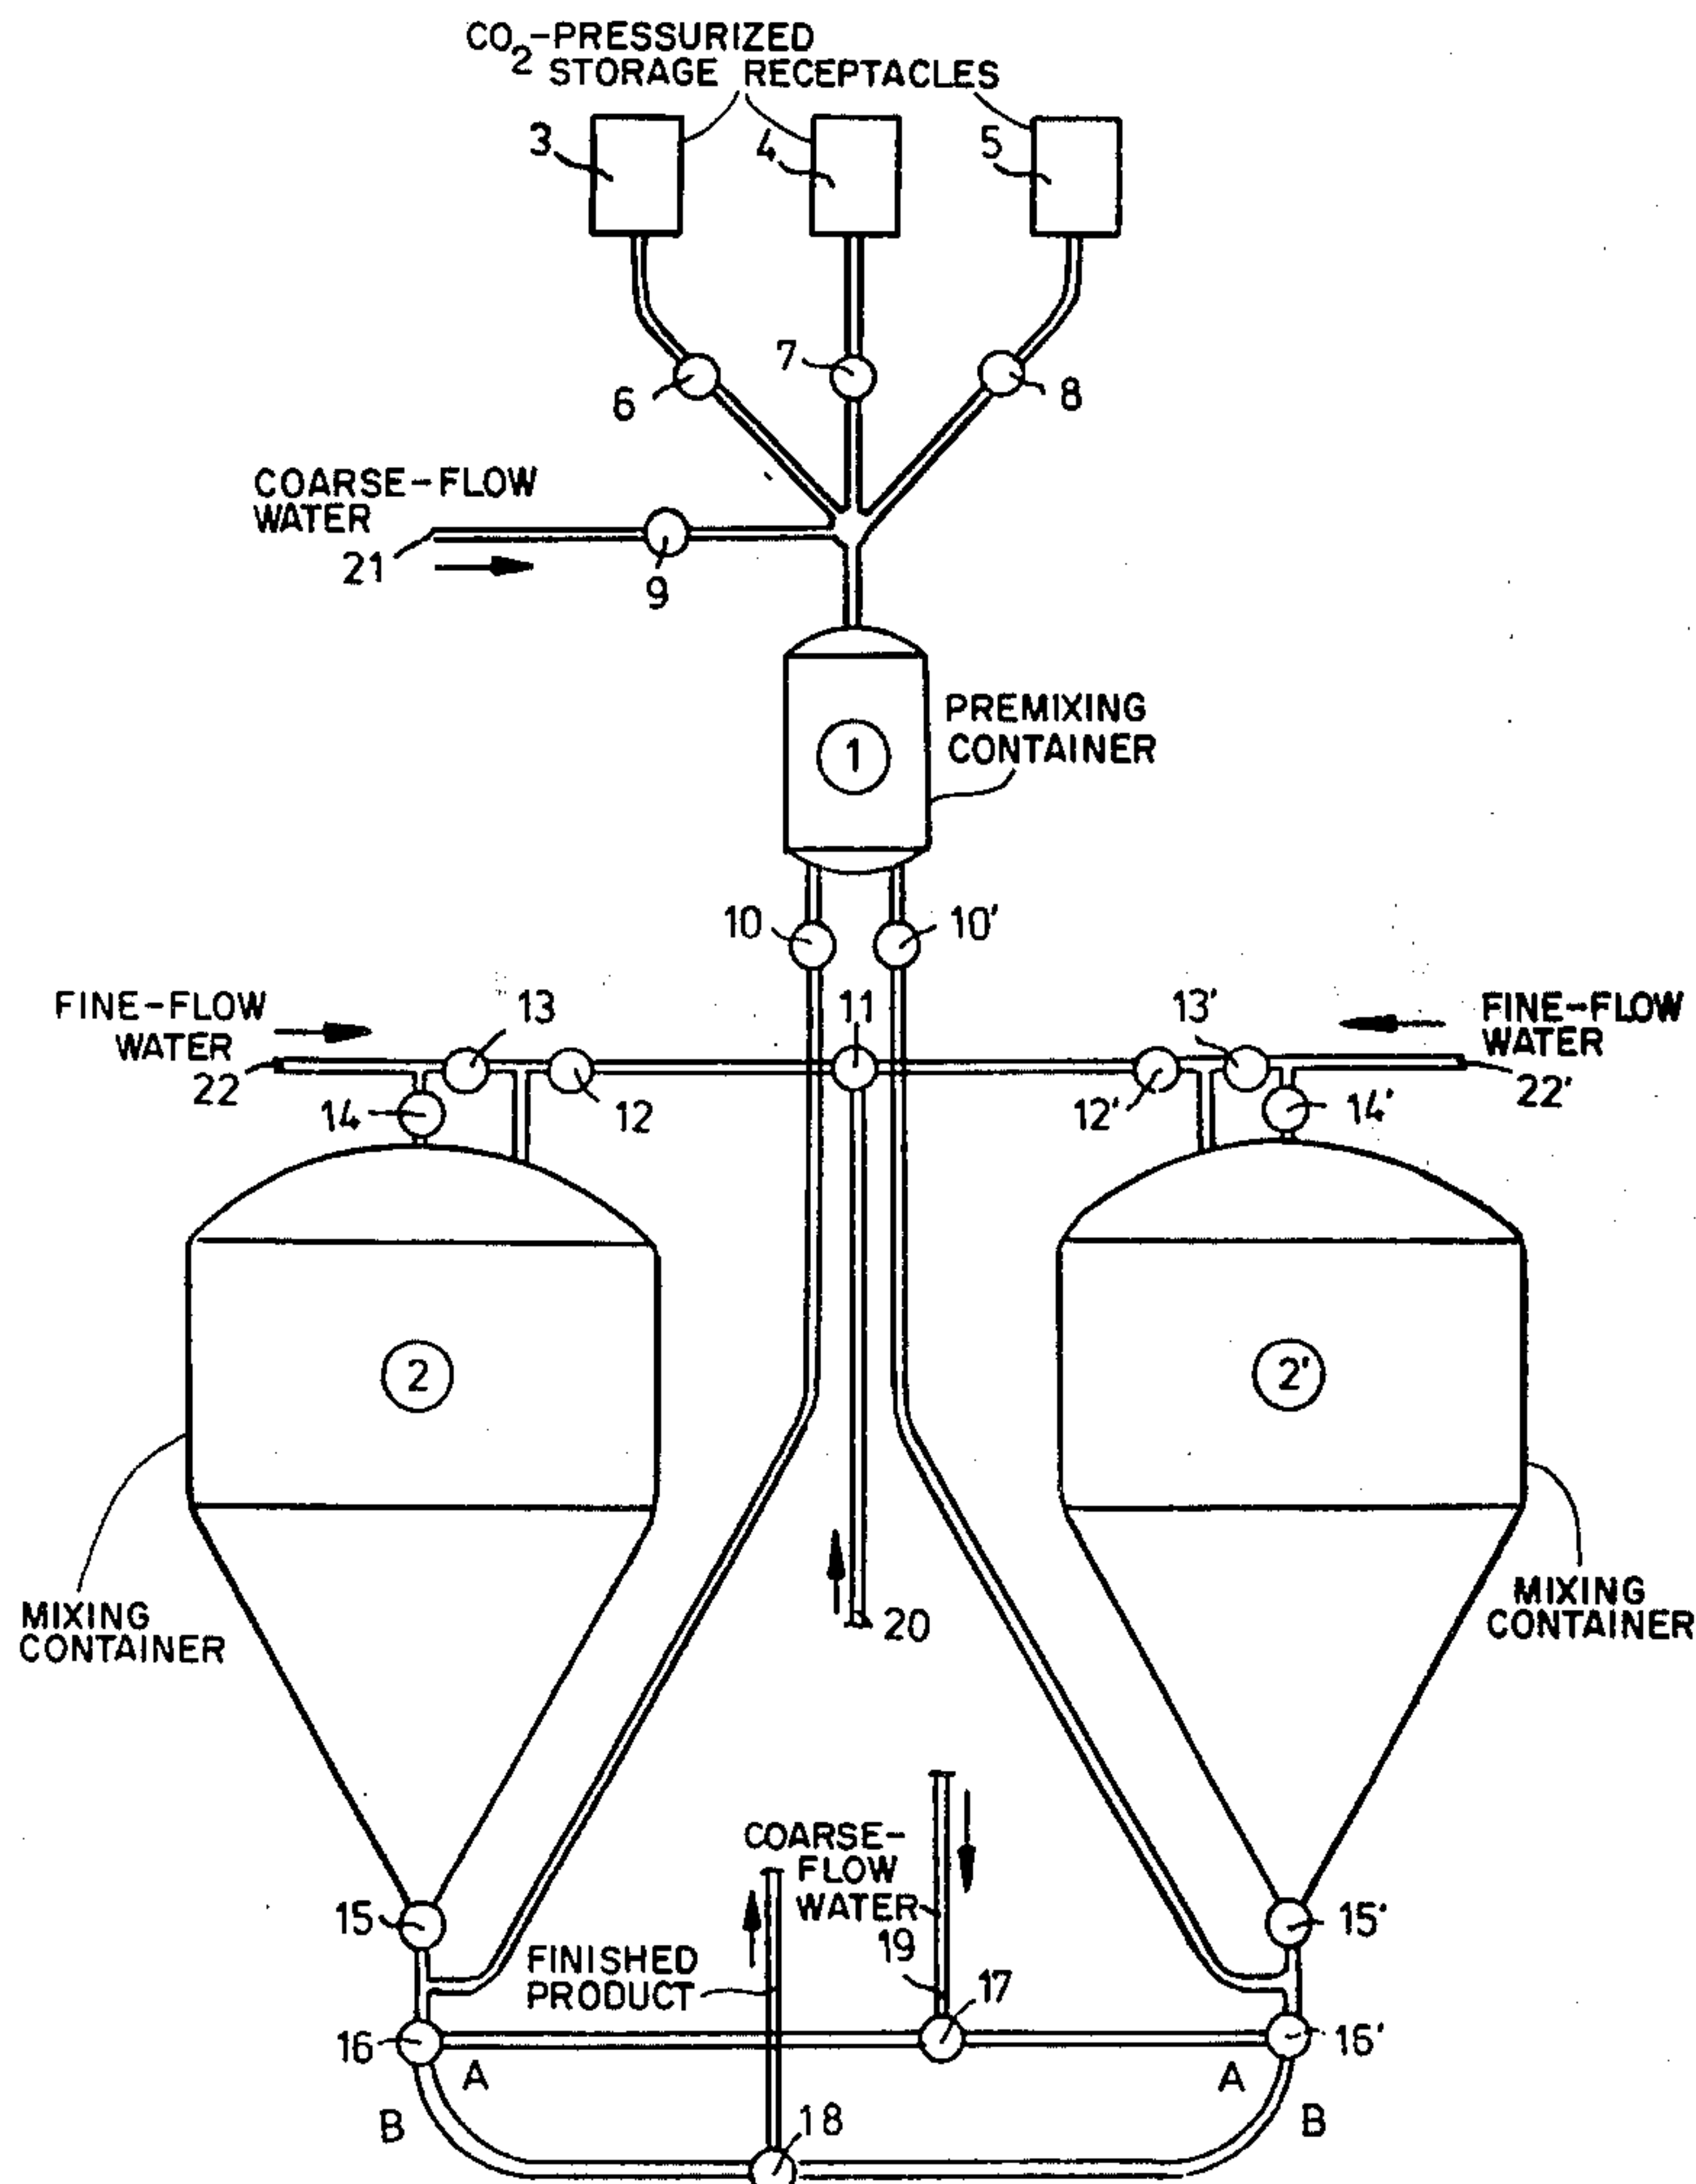 CO2-PRESSURIZED
STORAGE RECEPTACLES
3
4
5
6
7
8
COARSE-FLOW
WATER
21
9
1
PREMIXING
CONTAINER
10
10'
FINE-FLOW
WATER
22
13
11
13'
FINE-FLOW
WATER
22'
14
12
12'
14'
2
2'
MIXING
CONTAINER
20
MIXING
CONTAINER
COARSE-
FLOW
WATER
19
15
15'
FINISHED
PRODUCT
17
16
16'
A
A
B
B
18